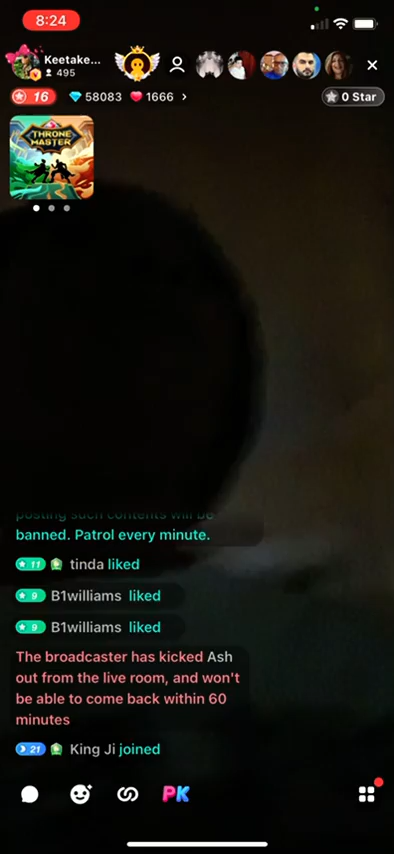 8:24
Keetake...
495
16
58083
1666
0 Star
THRONE
MASTER
posting such contents will be
banned. Patrol every minute.
11 tinda liked
9 B1williams liked
9 B1williams liked
The broadcaster has kicked Ash
out from the live room, and won't
be able to come back within 60
minutes
21 King Ji joined
PK